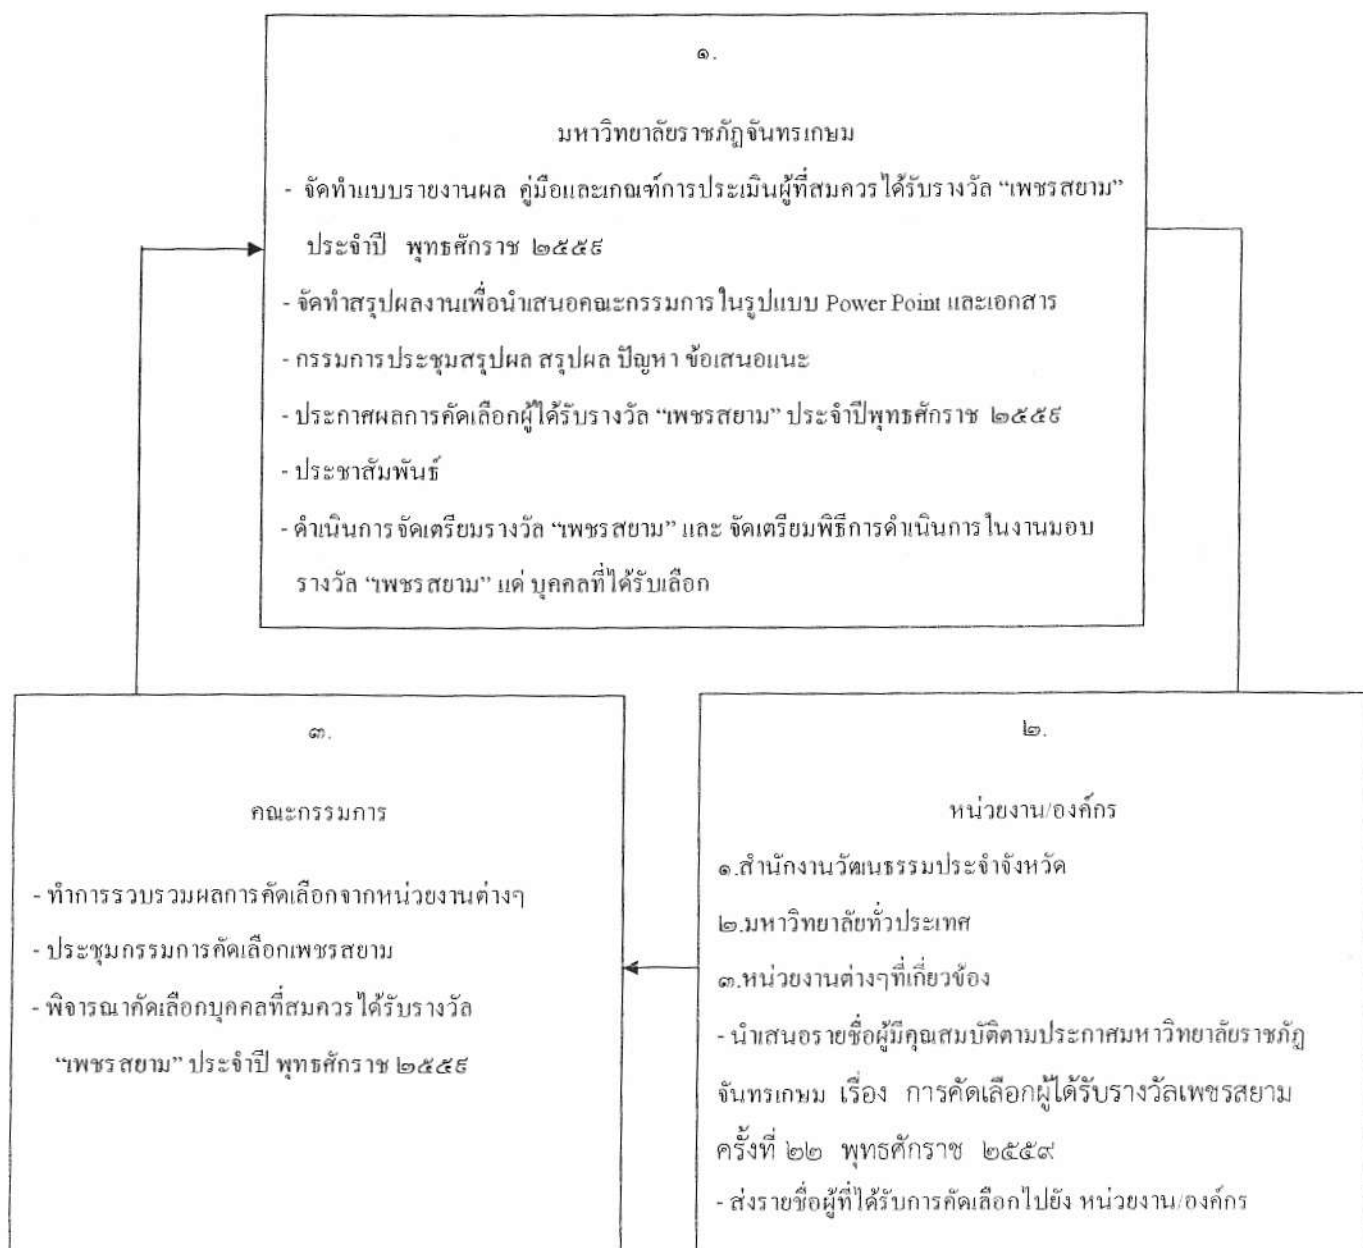 ๑.
มหาวิทยาลัยราชภัฏจันทรเกษม
- จัดทำแบบรายงานผล คู่มือและเกณฑ์การประเมินผู้ที่สมควรได้รับรางวัล “เพชรสยาม”
ประจำปี พุทธศักราช ๒๕๕๙
- จัดทำสรุปผลงานเพื่อนำเสนอคณะกรรมการในรูปแบบ Power Point และเอกสาร
- กรรมการประชุมสรุปผล สรุปผล ปัญหา ข้อเสนอแนะ
- ประกาศผลการคัดเลือกผู้ได้รับรางวัล “เพชรสยาม” ประจำปีพุทธศักราช ๒๕๕๙
- ประชาสัมพันธ์
- ดำเนินการจัดเตรียมรางวัล “เพชรสยาม” และ จัดเตรียมพิธีการดำเนินการในงานมอบ
รางวัล “เพชรสยาม” แด่ บุคคลที่ได้รับเลือก
๓.
คณะกรรมการ
- ทำการรวบรวมผลการคัดเลือกจากหน่วยงานต่างๆ
- ประชุมกรรมการคัดเลือกเพชรสยาม
- พิจารณาคัดเลือกบุคคลที่สมควรได้รับรางวัล
“เพชรสยาม” ประจำปี พุทธศักราช ๒๕๕๙
๒.
หน่วยงาน/องค์กร
๑.สำนักงานวัฒนธรรมประจำจังหวัด
๒.มหาวิทยาลัยทั่วประเทศ
๓.หน่วยงานต่างๆที่เกี่ยวข้อง
- นำเสนอรายชื่อผู้มีคุณสมบัติตามประกาศมหาวิทยาลัยราชภัฏ
จันทรเกษม เรื่อง การคัดเลือกผู้ได้รับรางวัลเพชรสยาม
ครั้งที่ ๒๒ พุทธศักราช ๒๕๕๙
- ส่งรายชื่อผู้ที่ได้รับการคัดเลือกไปยัง หน่วยงาน/องค์กร